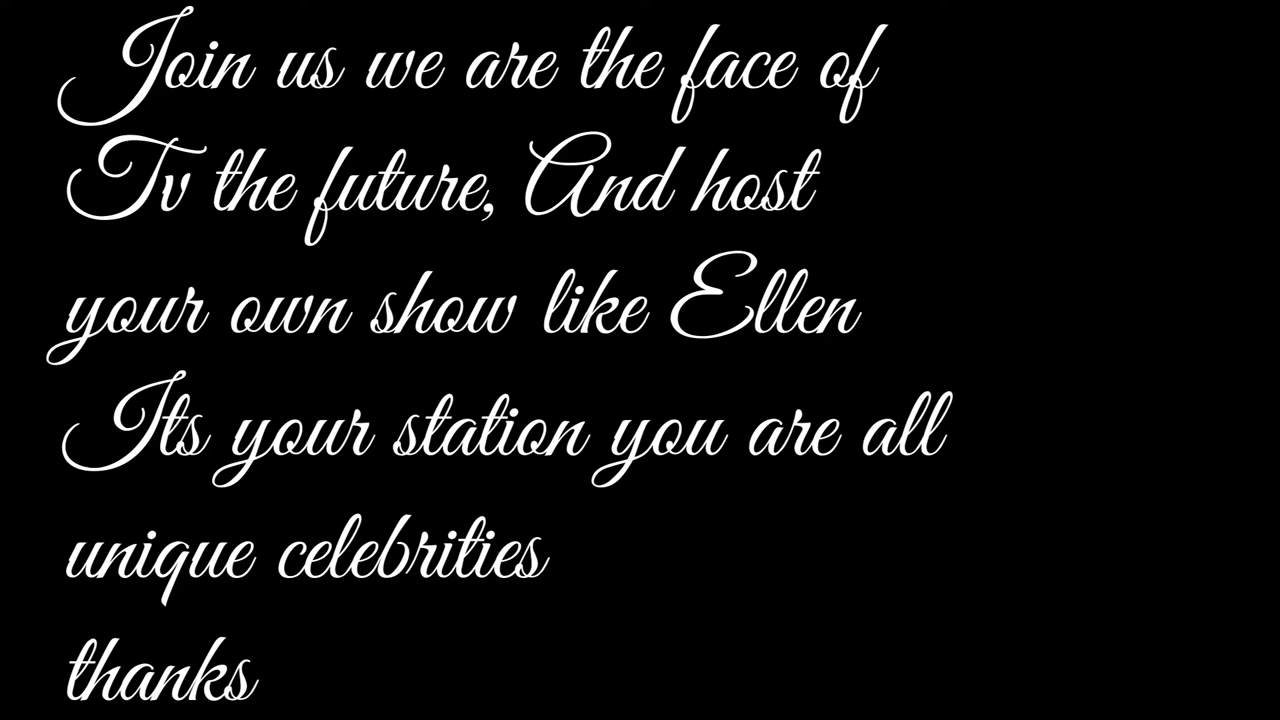 Join us we are the face of
Tv the future, And host
your own show like Ellen
Its your station you are all
unique celebrities
thanks